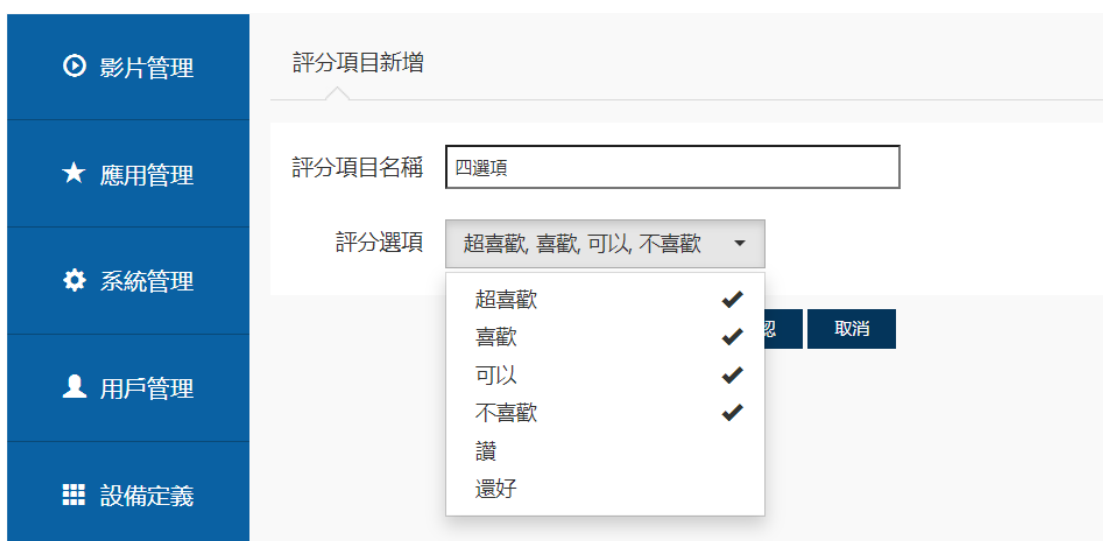 影片管理
應用管理
系統管理
用戶管理
設備定義
評分項目新增
評分項目名稱 四選項
評分選項 超喜歡, 喜歡, 可以, 不喜歡
超喜歡
喜歡
可以
不喜歡
讚
還好
取消